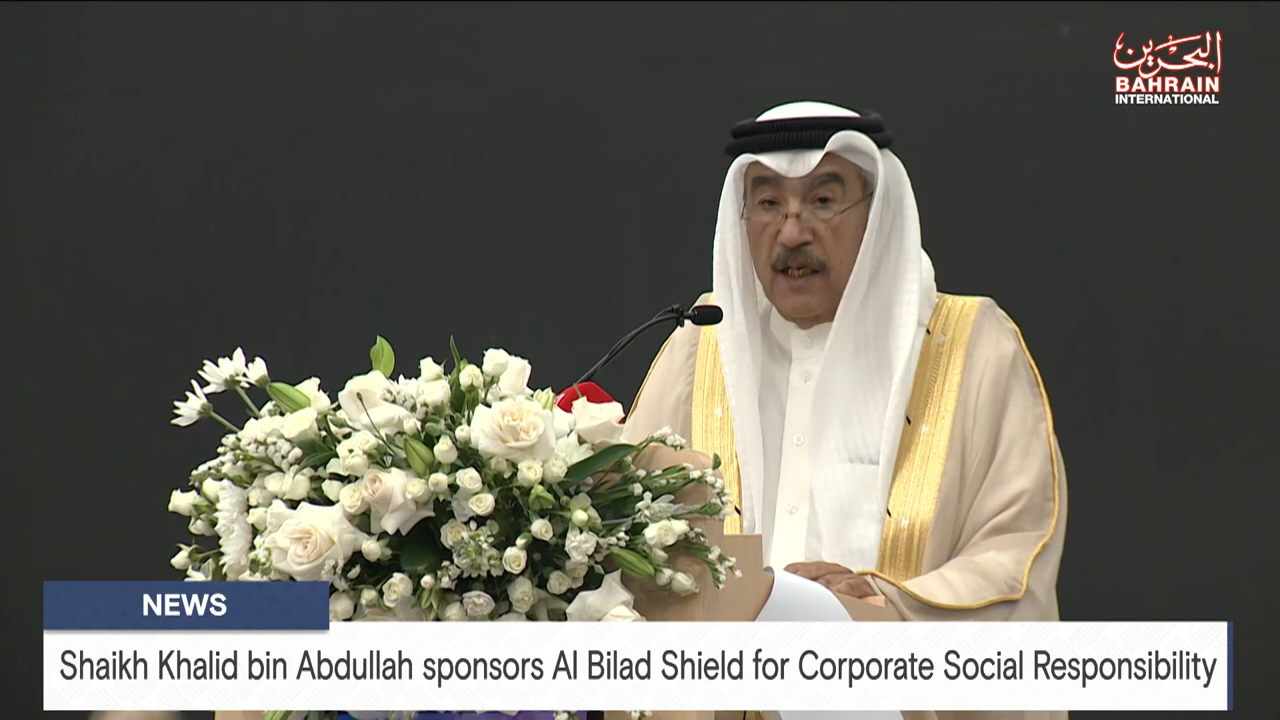 البحرين
BAHRAIN
INTERNATIONAL
NEWS
Shaikh Khalid bin Abdullah sponsors Al Bilad Shield for Corporate Social Responsibility